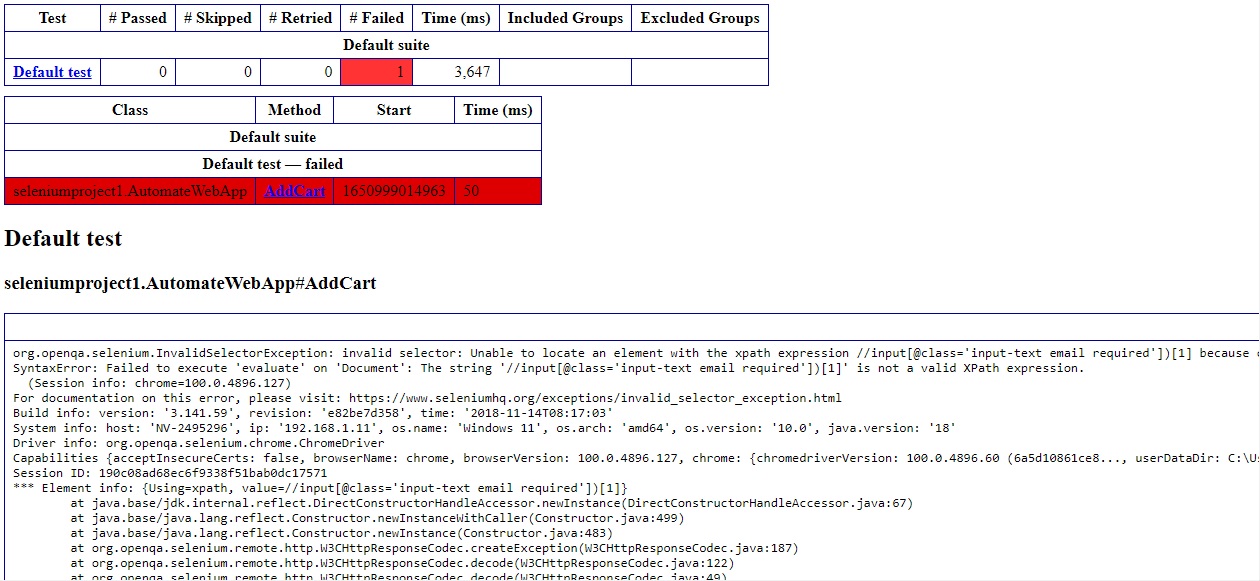 Test # Passed # Skipped # Retried # Failed Time (ms) Included Groups Excluded Groups
Default suite
Default test 0 0 0 1 3,647
Class Method Start Time (ms)
Default suite
Default test — failed
seleniumproject1.AutomateWebApp AddCart 1650999014963 50
Default test
seleniumproject1.AutomateWebApp#AddCart
org.openqa.selenium.InvalidSelectorException: invalid selector: Unable to locate an element with the xpath expression //input[@class='input-text email required'])[1] because
SyntaxError: Failed to execute 'evaluate' on 'Document': The string '//input[@class='input-text email required'])[1]' is not a valid XPath expression.
(Session info: chrome=100.0.4896.127)
For documentation on this error, please visit: https://www.seleniumhq.org/exceptions/invalid_selector_exception.html
Build info: version: '3.141.59', revision: 'e82be7d358', time: '2018-11-14T08:17:03'
System info: host: 'NV-2495296', ip: '192.168.1.11', os.name: 'Windows 11', os.arch: 'amd64', os.version: '10.0', java.version: '18'
Driver info: org.openqa.selenium.chrome.ChromeDriver
Capabilities {acceptInsecureCerts: false, browserName: chrome, browserVersion: 100.0.4896.127, chrome: {chromedriverVersion: 100.0.4896.60 (6a5d10861ce8..., userDataDir: C:\Us
Session ID: 190c08ad68ec6f9338f51bab0dc17571
*** Element info: {Using=xpath, value=//input[@class='input-text email required'])[1]}
at java.base/jdk.internal.reflect.DirectConstructorHandleAccessor.newInstance(DirectConstructorHandleAccessor.java:67)
at java.base/java.lang.reflect.Constructor.newInstanceWithCaller(Constructor.java:499)
at java.base/java.lang.reflect.Constructor.newInstance(Constructor.java:483)
at org.openqa.selenium.remote.http.W3CHttpResponseCodec.createException(W3CHttpResponseCodec.java:187)
at org.openqa.selenium.remote.http.W3CHttpResponseCodec.decode(W3CHttpResponseCodec.java:122)
at org.openqa.selenium.remote.http.W3CHttpResponseCodec.decode(W3CHttpResponseCodec.java:49)